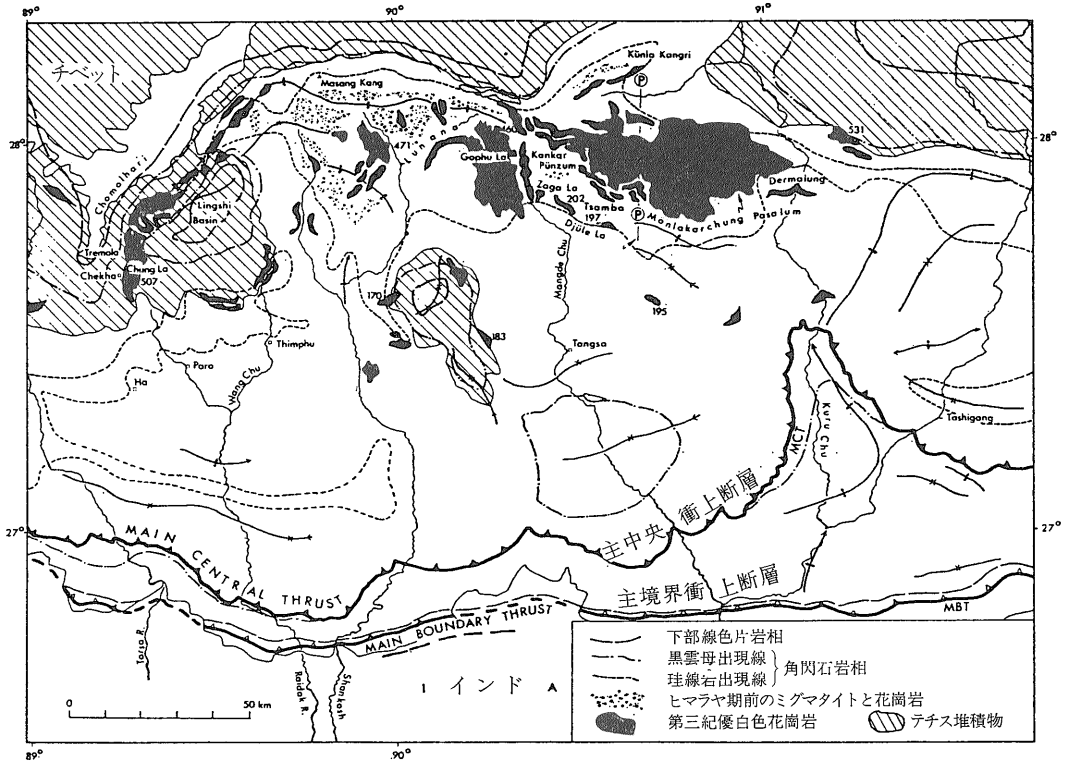 89°
90°
91°
チベット
Künla Kangri
P
Masang Kang
28°
28°
Chomolhari
Lunana
471
460
531
Gophu La
Kankar
Pünzum
Zaga La
202
Tsamba
197
P
Dermalung
Monlakarchung Pasalum
Djüle La
Lingshi
Basin
Tremola
Chekha
Chung La
507
170
183
195
Mangde Chu
Thimphu
Tangsa
Paro
Ha
Wang Chu
Tashigang
MCT
Kuru Chu
27°
27°
MAIN CENTRAL THRUST
主中央衝上断層
主境界衝上断層
MAIN BOUNDARY THRUST
MBT
Torsa R.
Raidak R.
Shankash
I インド A
0 50 km
下部線色片岩相
黒雲母出現線
珪線岩出現線
角閃石岩相
ヒマラヤ期前のミグマタイトと花崗岩
第三紀優白色花崗岩
テチス堆積物
89°
90°